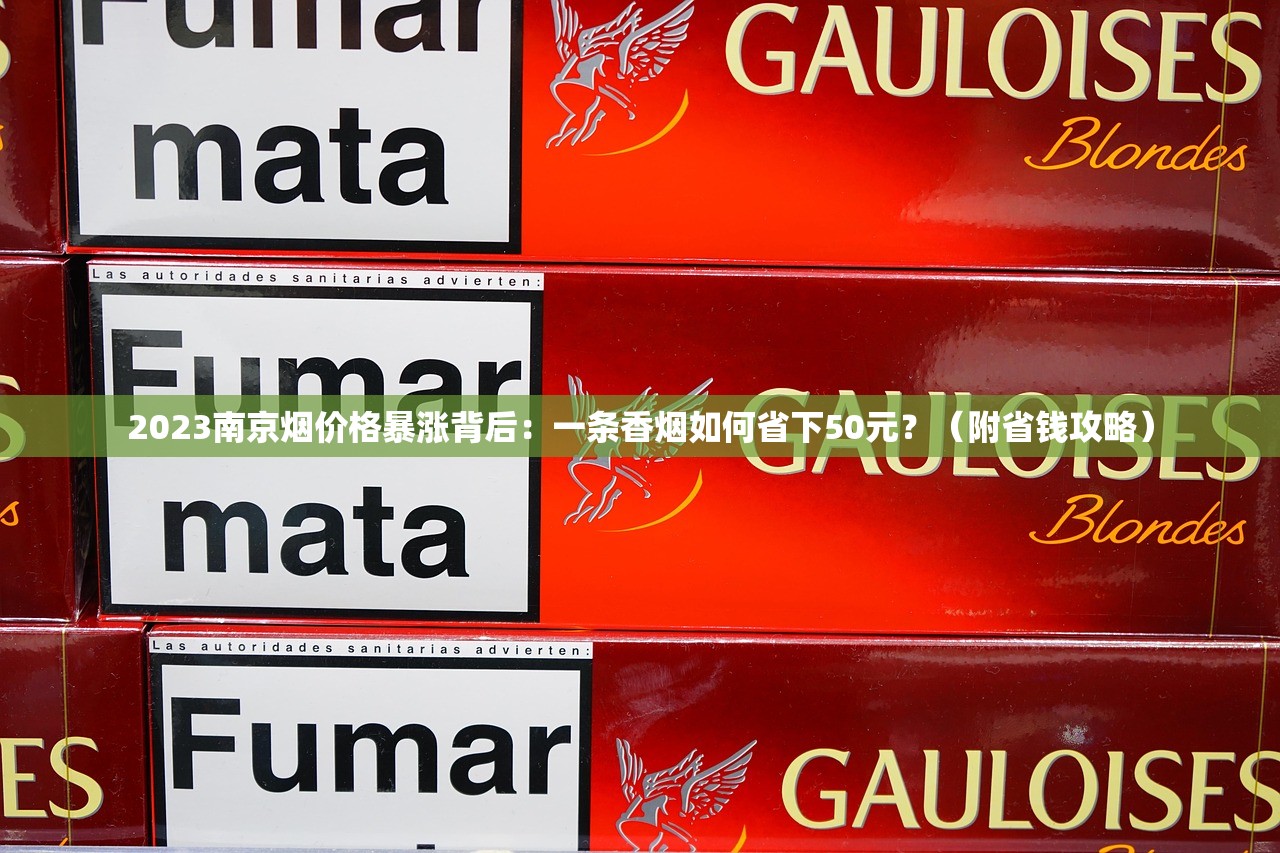 Fumar
mata
GAULOISES
Blondes
Las autoridades sanitarias advierten:
Fumar
mata
GAULOISES
Blondes
2023南京烟价格暴涨背后：一条香烟如何省下50元？（附省钱攻略）
Las autoridades sanitarias advierten:
Fumar
ES
GAULOISES
Blondes